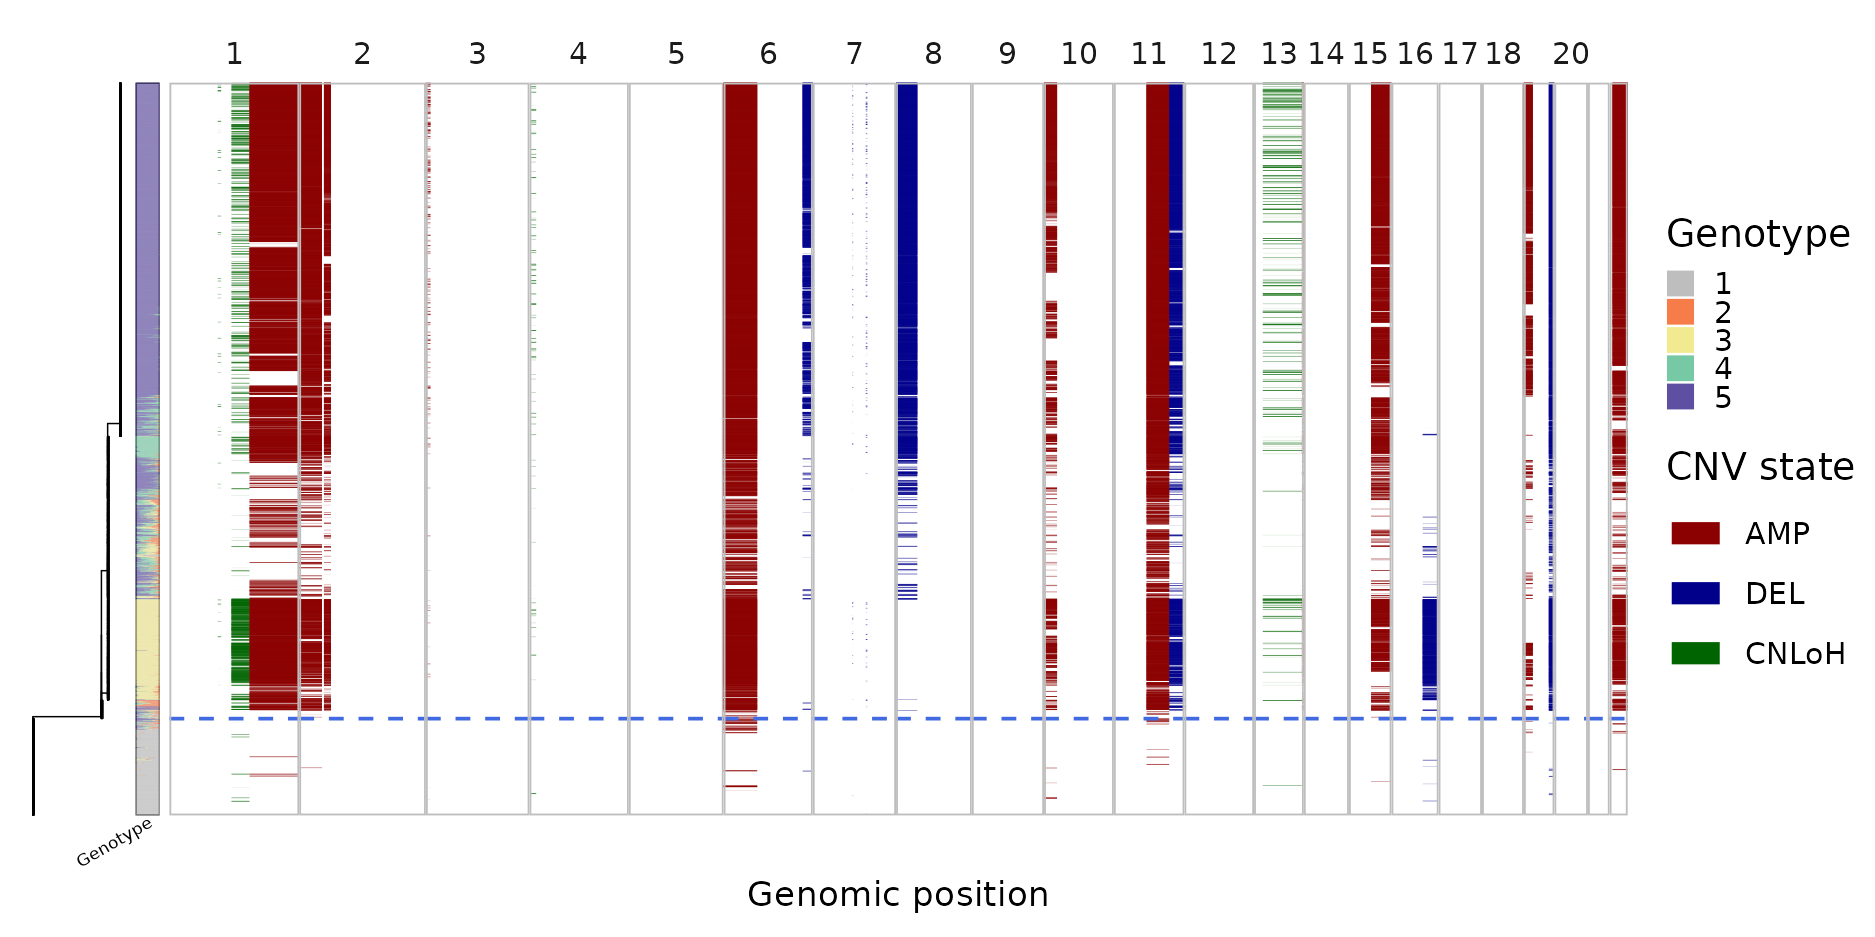 1 2 3 4 5 6 7 8 9 10 11 12 13 14 15 16 17 18 20
Genotype
1
2
3
4
5
CNV state
AMP
DEL
CNLoH
Genotype
Genomic position